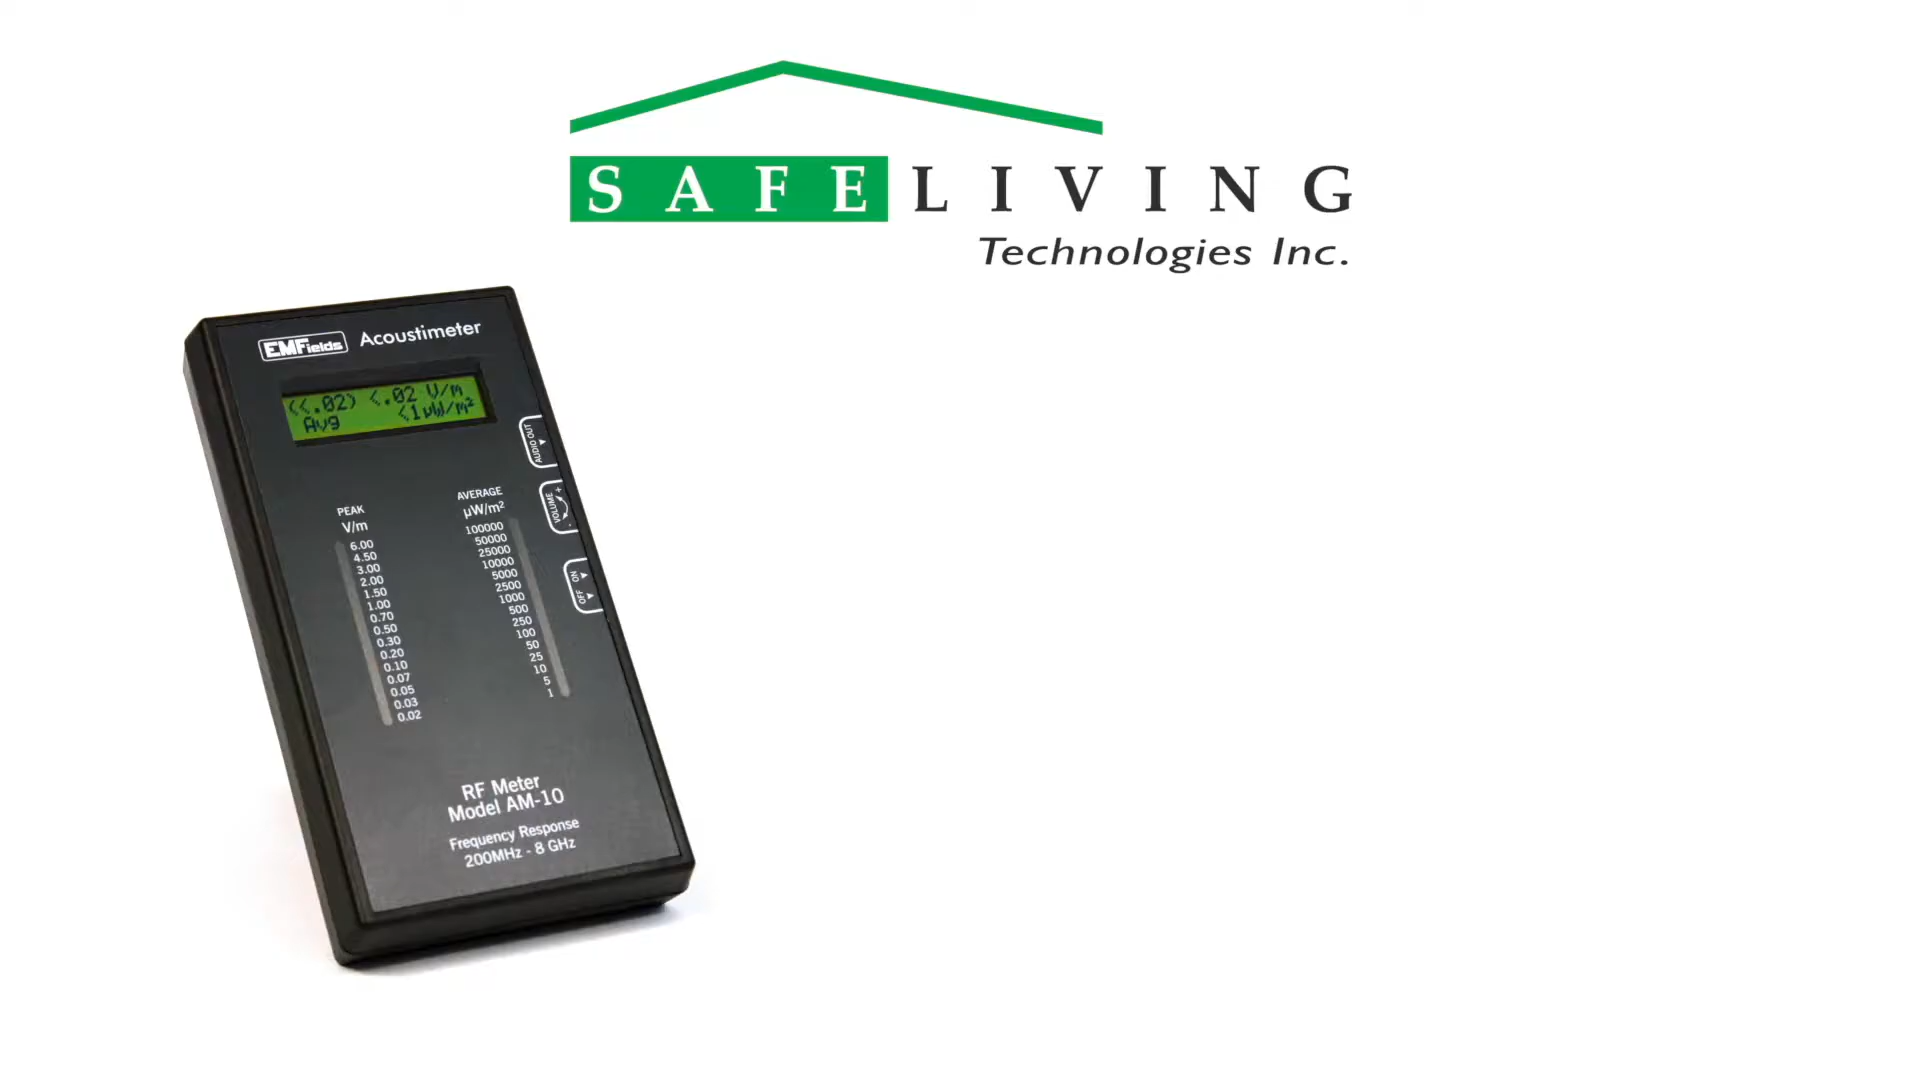 SAFELIVING
Technologies Inc.
EMFields Acoustimeter
(<.02) <.02 V/m
Avg <1µW/m²
AUDIO OUT
VOLUME + -
OFF ON
PEAK
V/m
6.00
4.50
3.00
2.00
1.50
1.00
0.70
0.50
0.30
0.20
0.10
0.07
0.05
0.03
0.02
AVERAGE
µW/m²
100000
50000
25000
10000
5000
2500
1000
500
250
100
50
25
10
5
1
RF Meter
Model AM-10
Frequency Response
200MHz - 8 GHz